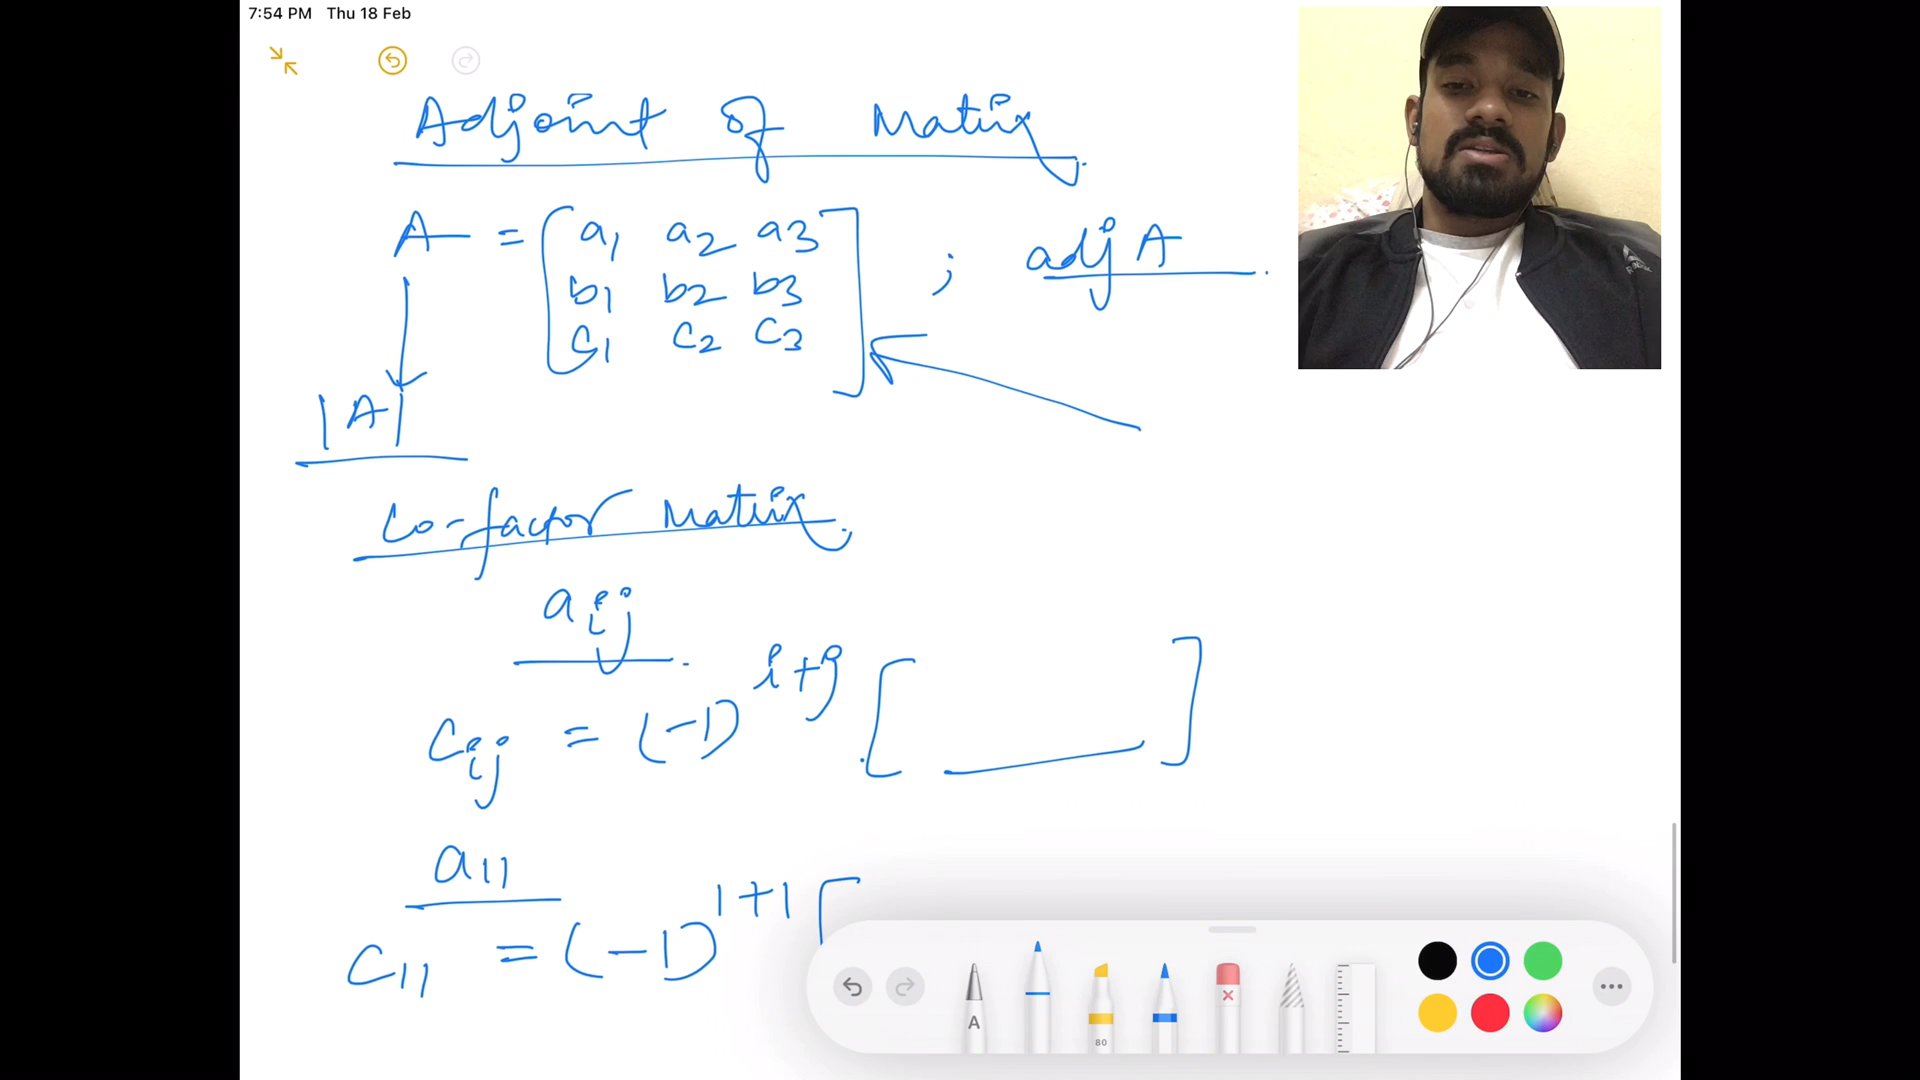 7:54 PM Thu 18 Feb
Adjoint of Matrix.
A = [ a1 a2 a3 ; adj A.
b1 b2 b3
c1 c2 c3 ]
|A|
Co-factor Matrix.
aij.
Cij = (-1)^i+j [ ]
a11
C11 = (-1)^1+1 [
A
80